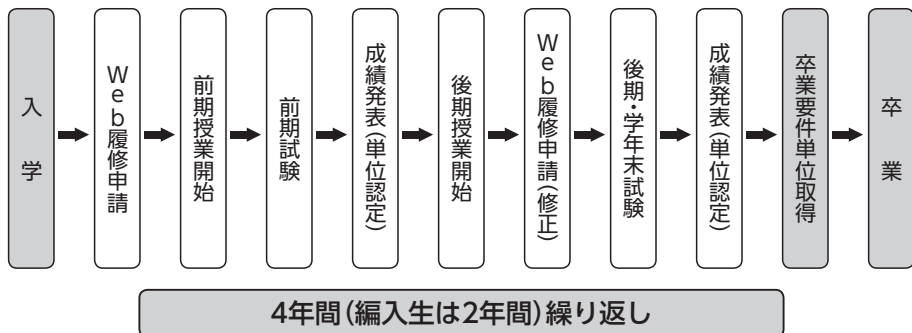 入学
Web履修申請
前期授業開始
前期試験
成績発表(単位認定)
後期授業開始
Web履修申請(修正)
後期・学年末試験
成績発表(単位認定)
卒業要件単位取得
卒業
4年間(編入生は2年間)繰り返し